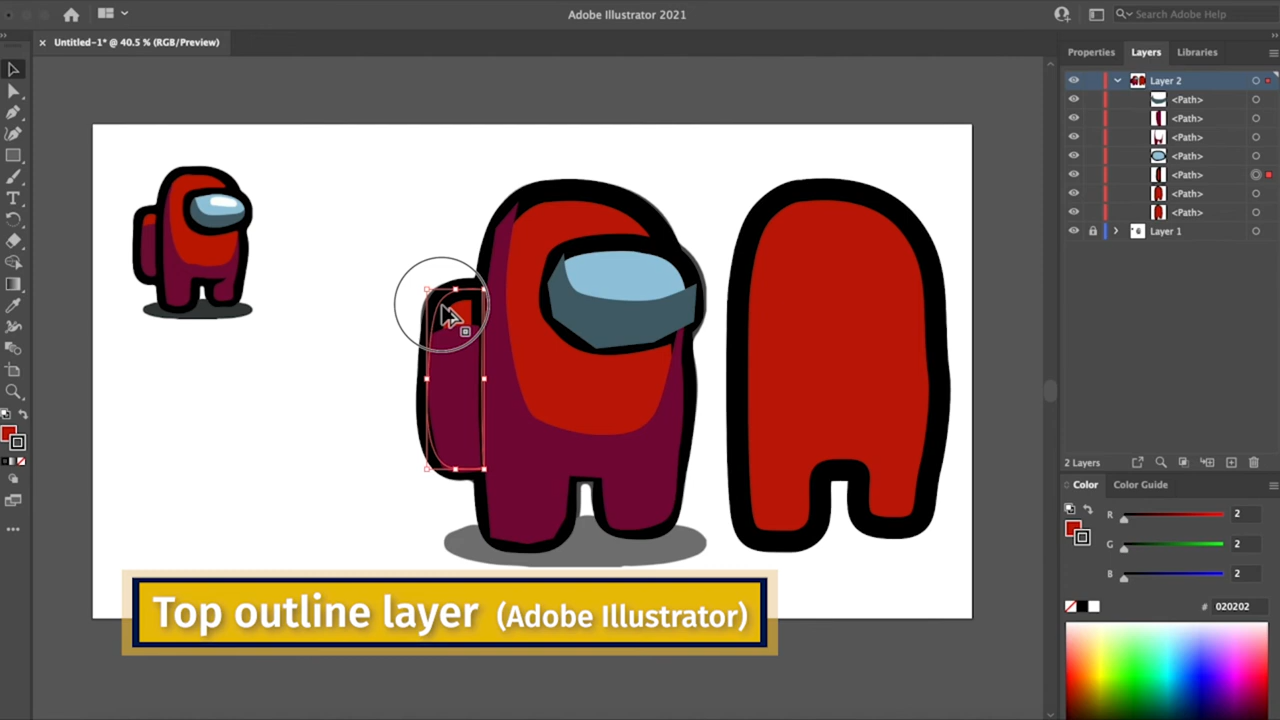 Adobe Illustrator 2021
Search Adobe Help
Untitled-1* @ 40.5 % (RGB/Preview)
Properties
Layers
Libraries
Layer 2
<Path>
<Path>
<Path>
<Path>
<Path>
<Path>
<Path>
Layer 1
2 Layers
Color
Color Guide
R 2
G 2
B 2
# 020202
Top outline layer (Adobe Illustrator)